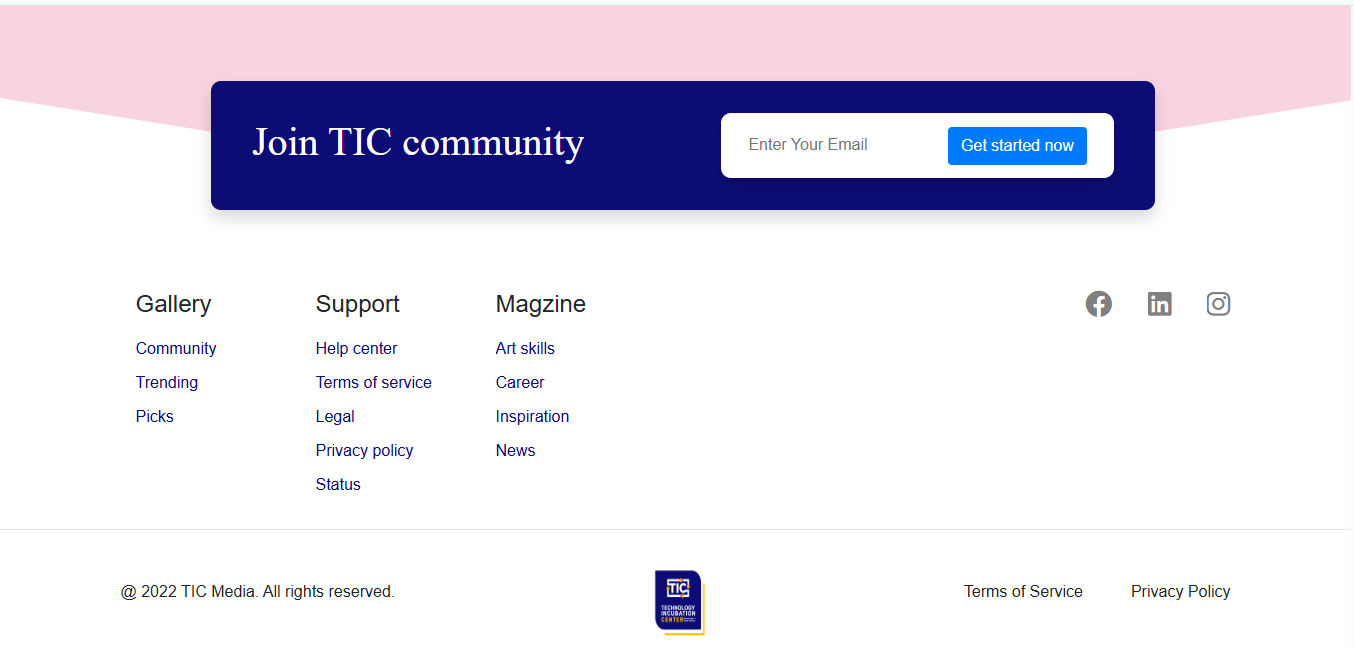 Join TIC community
Enter Your Email
Get started now
Gallery
Community
Trending
Picks
Support
Help center
Terms of service
Legal
Privacy policy
Status
Magzine
Art skills
Career
Inspiration
News
@ 2022 TIC Media. All rights reserved.
TIC
TECHNOLOGY
INCUBATION
CENTER
Terms of Service
Privacy Policy